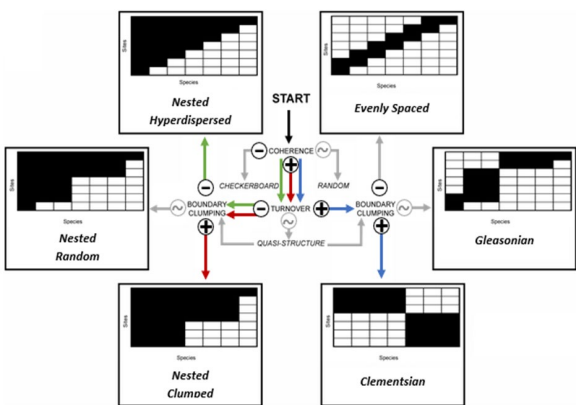 Sites
Species
Nested
Hyperdispersed
START
Sites
Species
Evenly Spaced
− COHERENCE ~
+
CHECKERBOARD
RANDOM
Sites
Species
Nested
Random
~
−
BOUNDARY
CLUMPING
+
− TURNOVER +
~
QUASI-STRUCTURE
−
BOUNDARY
CLUMPING
+
~
Sites
Species
Gleasonian
Sites
Species
Nested
Clumped
Sites
Species
Clementsian